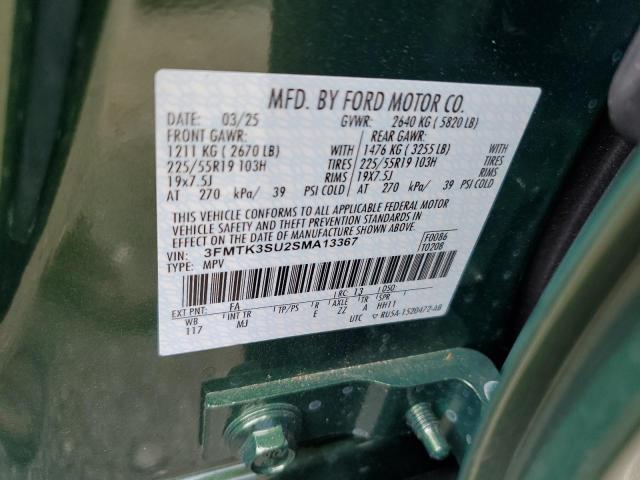 MFD. BY FORD MOTOR CO.
DATE: 03/25 GVWR: 2640 KG ( 5820 LB)
FRONT GAWR: REAR GAWR:
1211 KG ( 2670 LB) WITH 1476 KG ( 3255 LB) WITH
225/55R19 103H TIRES 225/55R19 103H TIRES
19x7.5J RIMS 19X7.5J RIMS
AT 270 kPa/ 39 PSI COLD AT 270 kPa/ 39 PSI COLD
THIS VEHICLE CONFORMS TO ALL APPLICABLE FEDERAL MOTOR
VEHICLE SAFETY AND THEFT PREVENTION STANDARDS IN
EFFECT ON THE DATE OF MANUFACTURE SHOWN ABOVE.
VIN: 3FMTK3SU2SMA13367 F0086
TYPE: MPV T0208
EXT PNT: FA RC: 13 DSO:
WB INT TR TP/PS R AXLE TR SPR
117 MJ E ZZ A HH11
UTC RU5A-1520472-AB